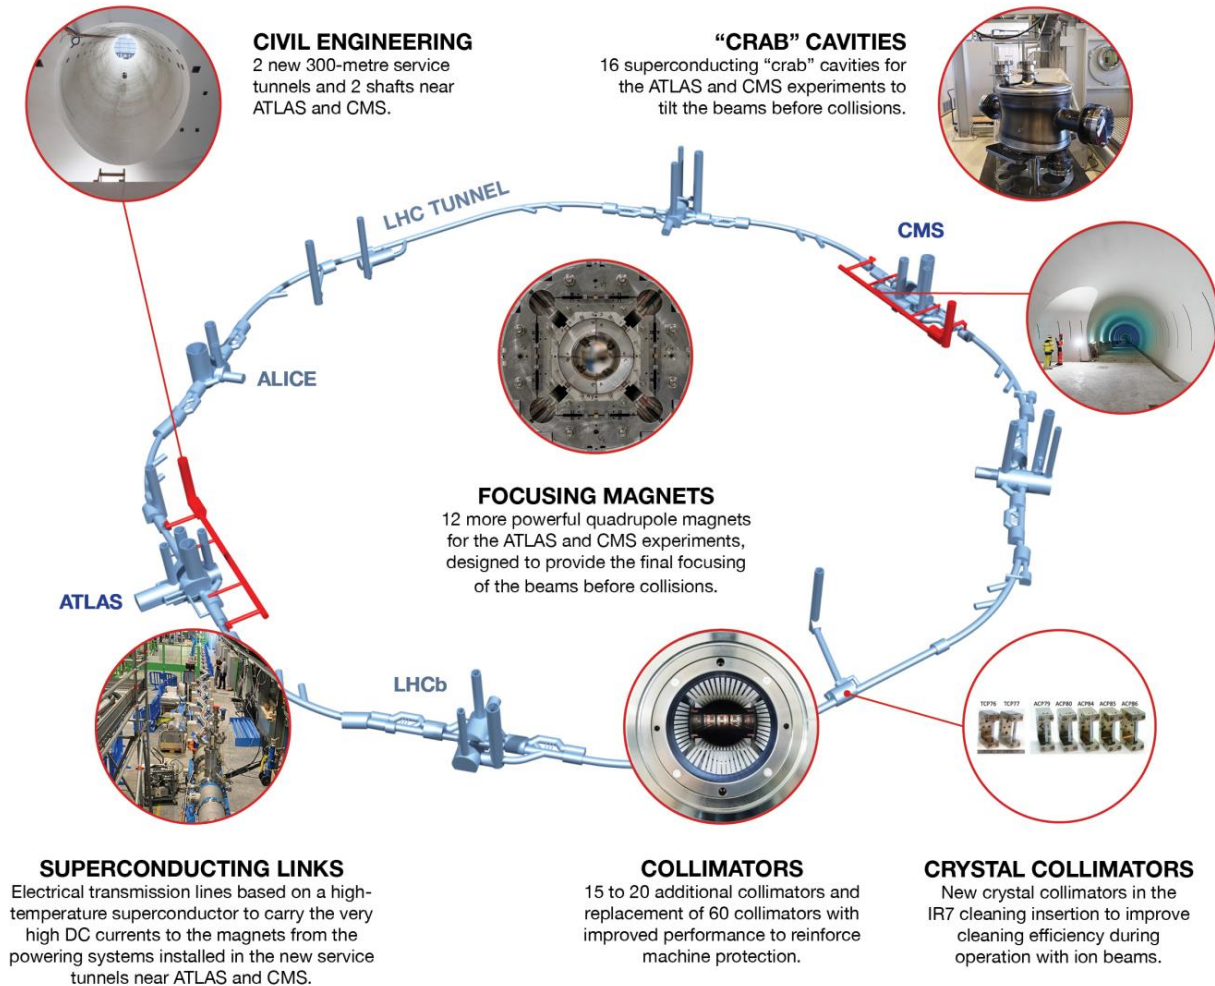 CIVIL ENGINEERING
2 new 300-metre service
tunnels and 2 shafts near
ATLAS and CMS.
“CRAB” CAVITIES
16 superconducting “crab” cavities for
the ATLAS and CMS experiments to
tilt the beams before collisions.
LHC TUNNEL
CMS
ALICE
FOCUSING MAGNETS
12 more powerful quadrupole magnets
for the ATLAS and CMS experiments,
designed to provide the final focusing
of the beams before collisions.
ATLAS
LHCb
TCP76 TCP77 ACP79 ACP80 ACP84 ACP85 ACP86
SUPERCONDUCTING LINKS
Electrical transmission lines based on a high-
temperature superconductor to carry the very
high DC currents to the magnets from the
powering systems installed in the new service
tunnels near ATLAS and CMS.
COLLIMATORS
15 to 20 additional collimators and
replacement of 60 collimators with
improved performance to reinforce
machine protection.
CRYSTAL COLLIMATORS
New crystal collimators in the
IR7 cleaning insertion to improve
cleaning efficiency during
operation with ion beams.